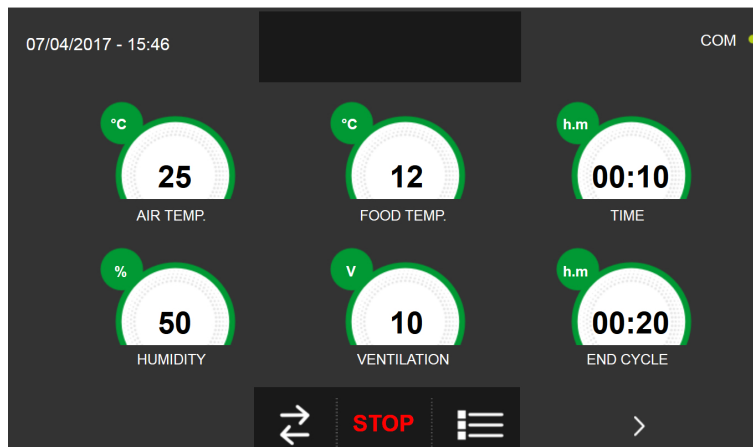 07/04/2017 - 15:46
COM
°C
25
AIR TEMP.
°C
12
FOOD TEMP.
h.m
00:10
TIME
%
50
HUMIDITY
V
10
VENTILATION
h.m
00:20
END CYCLE
STOP